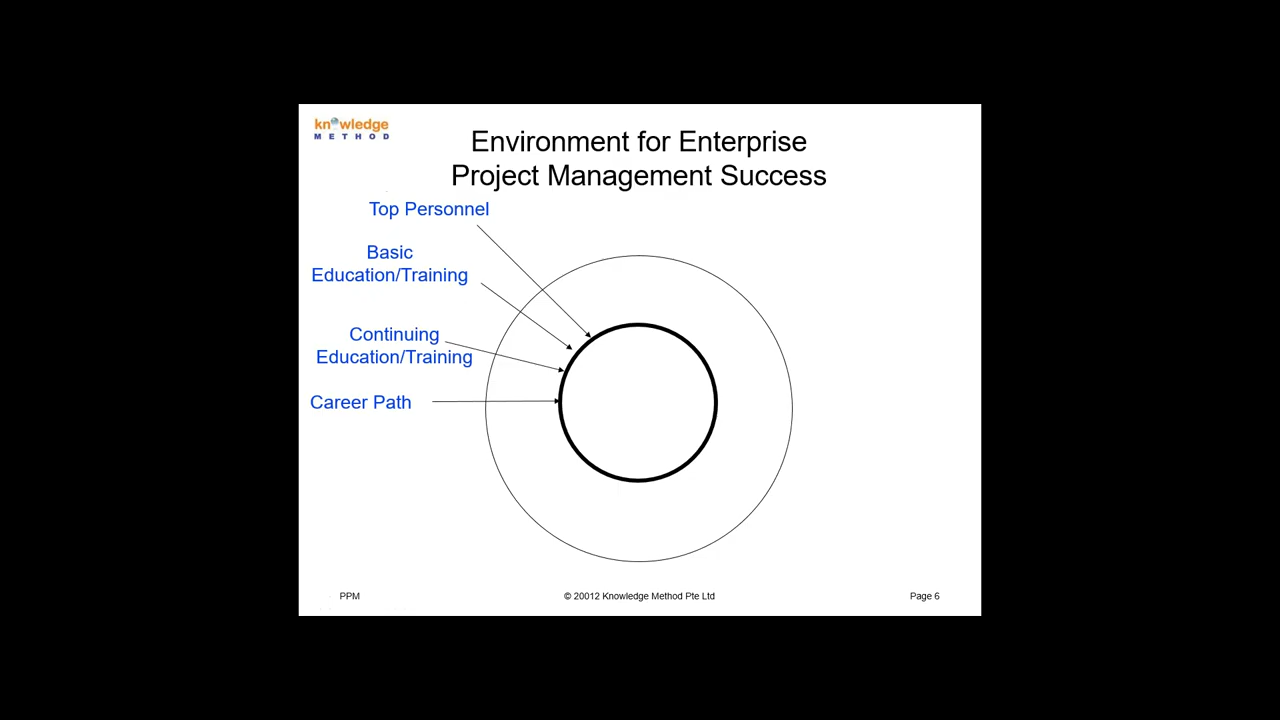 knowledge
METHOD
Environment for Enterprise
Project Management Success
Top Personnel
Basic
Education/Training
Continuing
Education/Training
Career Path
PPM
© 20012 Knowledge Method Pte Ltd
Page 6